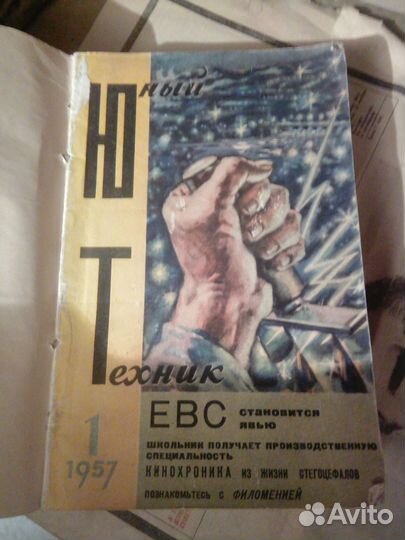 Юный
Техник
1
1957
ЕВС становится
явью
школьник получает производственную
специальность
кинохроника из жизни стегоцефалов
познакомьтесь с филоменией
Avito